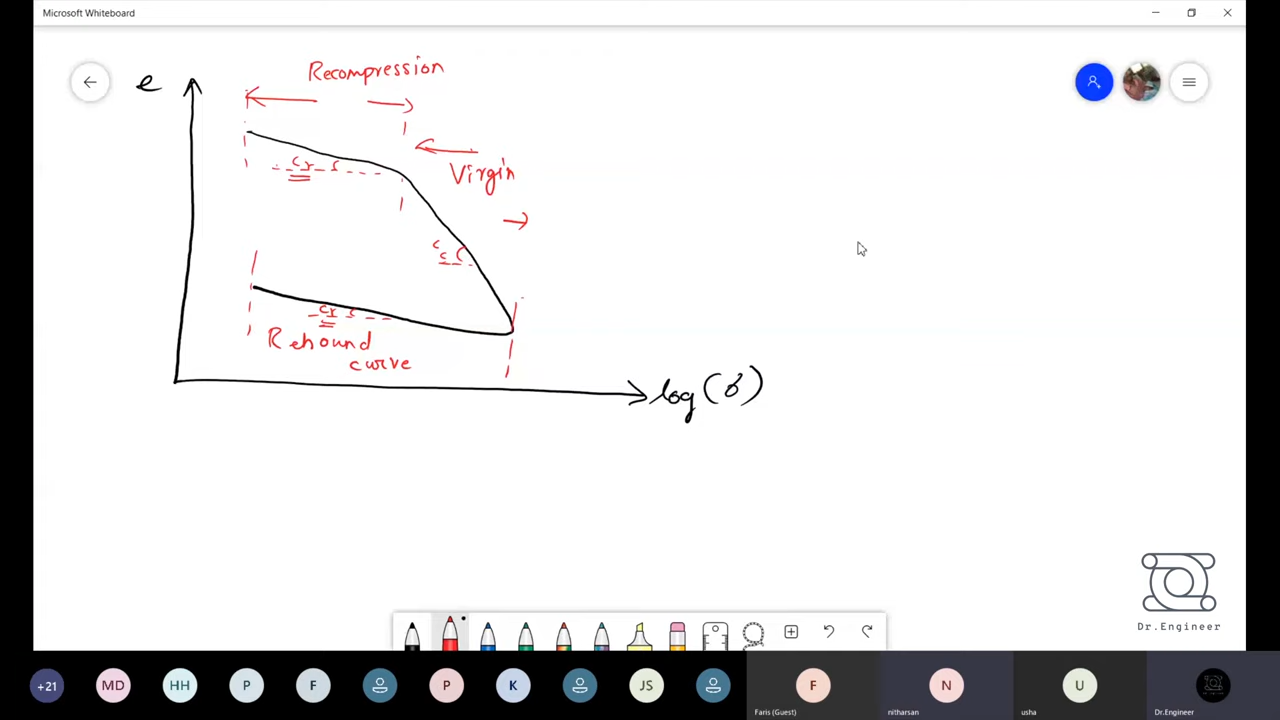 Microsoft Whiteboard
e
Recompression
Virgin
Cr
Cc
Cr
Rebound
curve
log(σ')
Dr.Engineer
+21
MD
HH
P
F
P
K
JS
F
N
U
Faris (Guest)
nitharsan
usha
Dr.Engineer